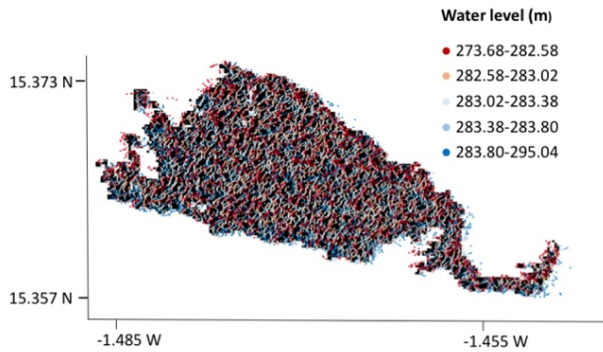 Water level (m)
273.68-282.58
282.58-283.02
283.02-283.38
283.38-283.80
283.80-295.04
15.373 N
15.357 N
-1.485 W
-1.455 W